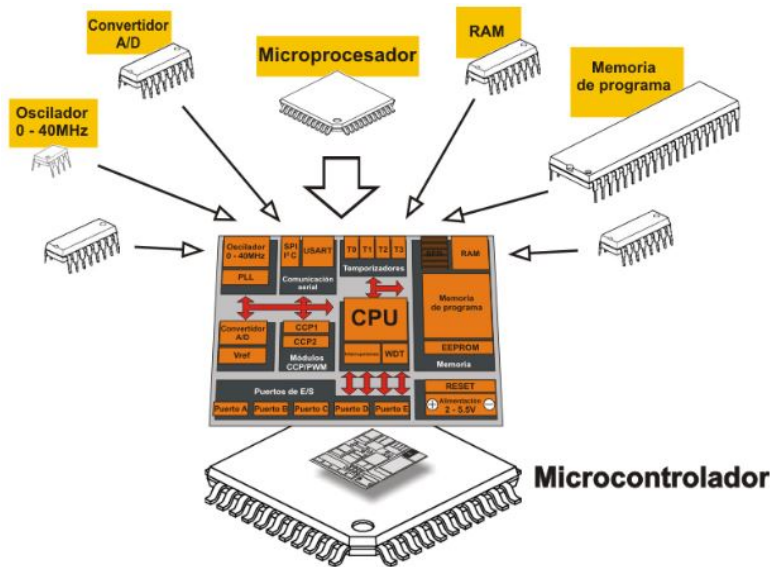 Convertidor
A/D
Microprocesador
RAM
Memoria
de programa
Oscilador
0 - 40MHz
Oscilador
0 - 40MHz
PLL
SPI
I²C
USART
Comunicación
serial
T0 T1 T2 T3
Temporizadores
RAM
Memoria
de programa
EEPROM
Memoria
Convertidor
A/D
Vref
CCP1
CCP2
Módulos
CCP/PWM
CPU
Interrupciones
WDT
Puertos de E/S
Puerto A Puerto B Puerto C Puerto D Puerto E
RESET
Alimentación
2 - 5.5V
Microcontrolador